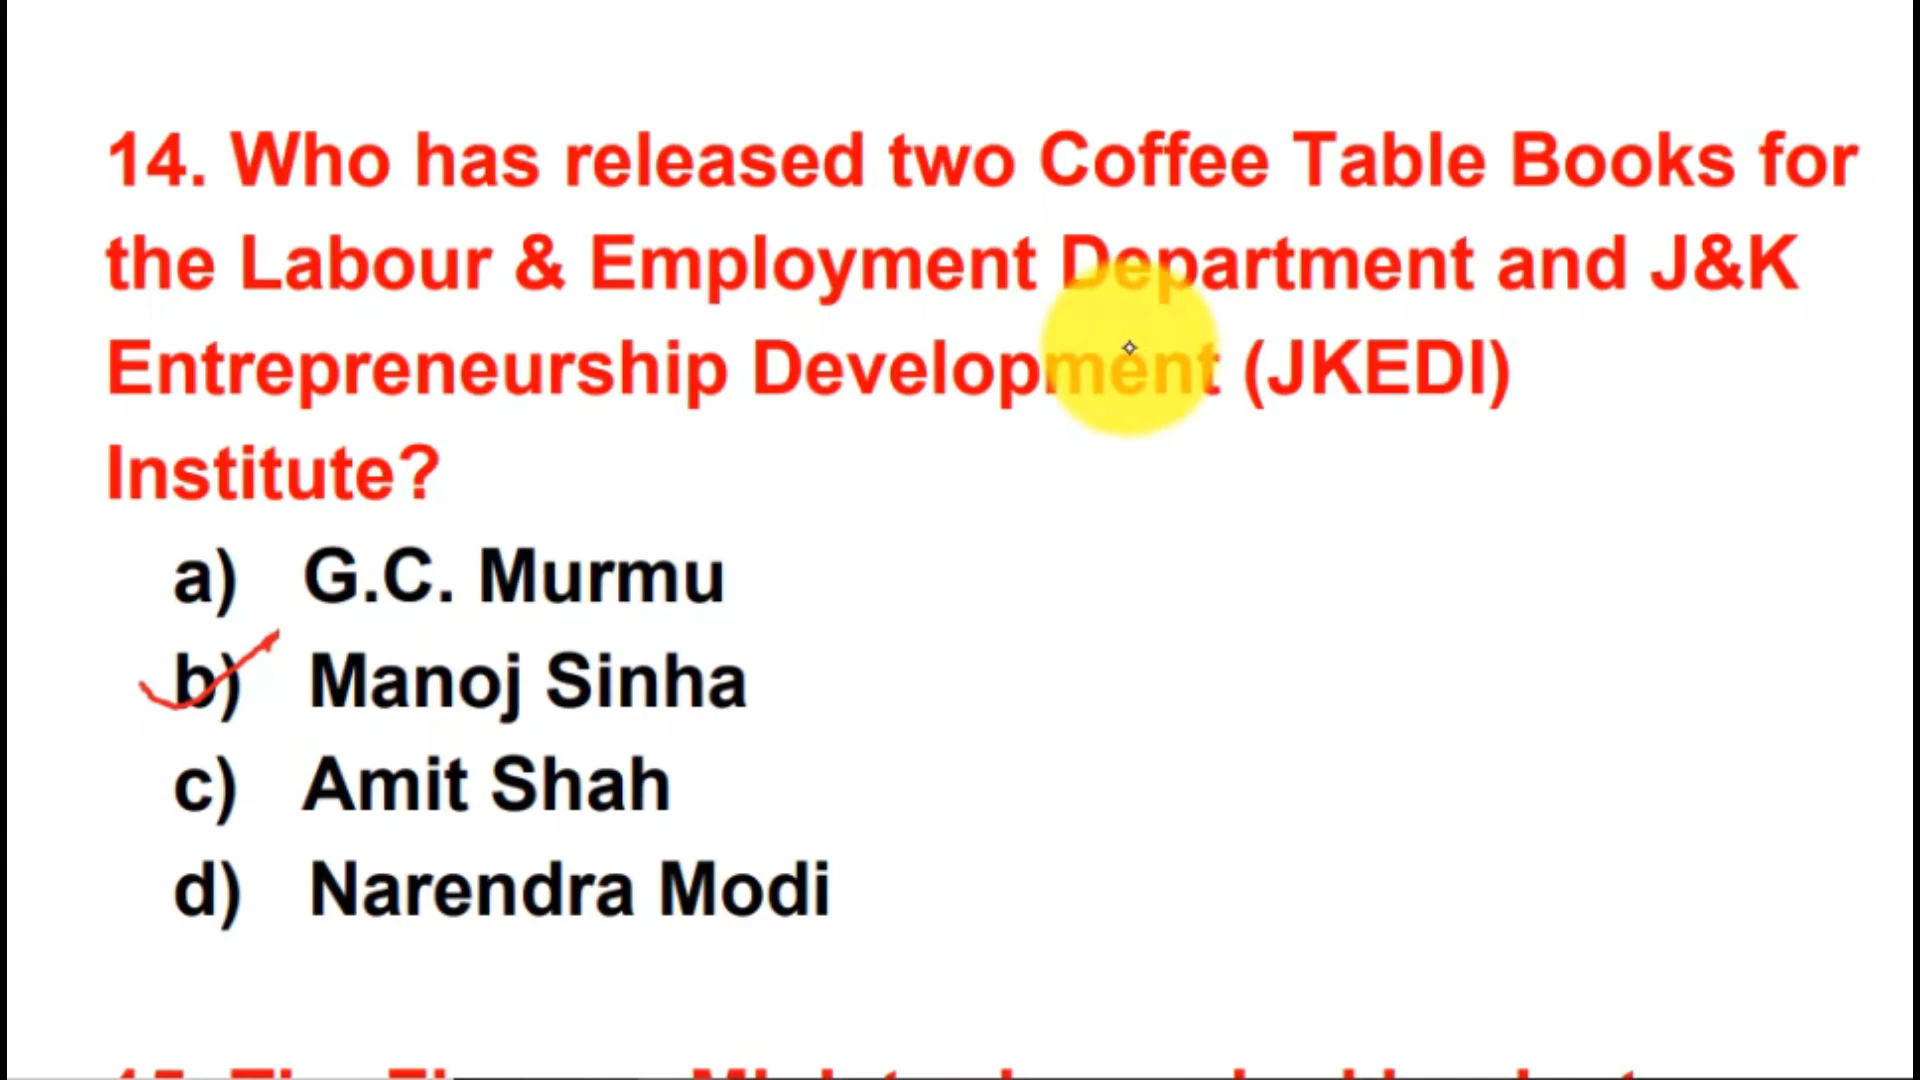 14. Who has released two Coffee Table Books for
the Labour & Employment Department and J&K
Entrepreneurship Development (JKEDI)
Institute?
a) G.C. Murmu
b) Manoj Sinha
c) Amit Shah
d) Narendra Modi